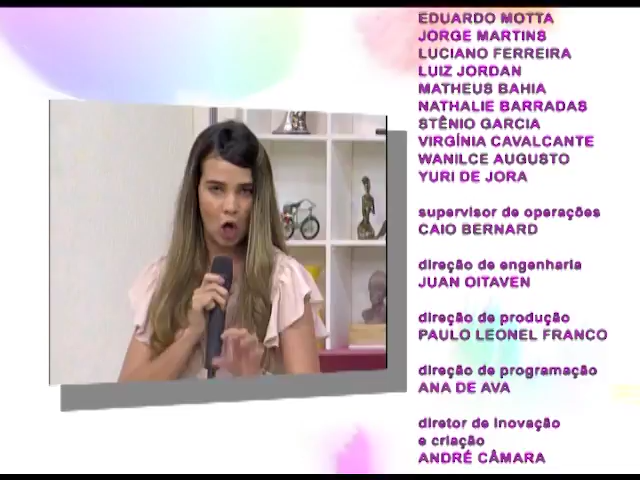 EDUARDO MOTTA
JORGE MARTINS
LUCIANO FERREIRA
LUIZ JORDAN
MATHEUS BAHIA
NATHALIE BARRADAS
STÊNIO GARCIA
VIRGÍNIA CAVALCANTE
WANILCE AUGUSTO
YURI DE JORA
supervisor de operações
CAIO BERNARD
direção de engenharia
JUAN OITAVEN
direção de produção
PAULO LEONEL FRANCO
direção de programação
ANA DE AVA
diretor de inovação
e criação
ANDRÉ CÂMARA